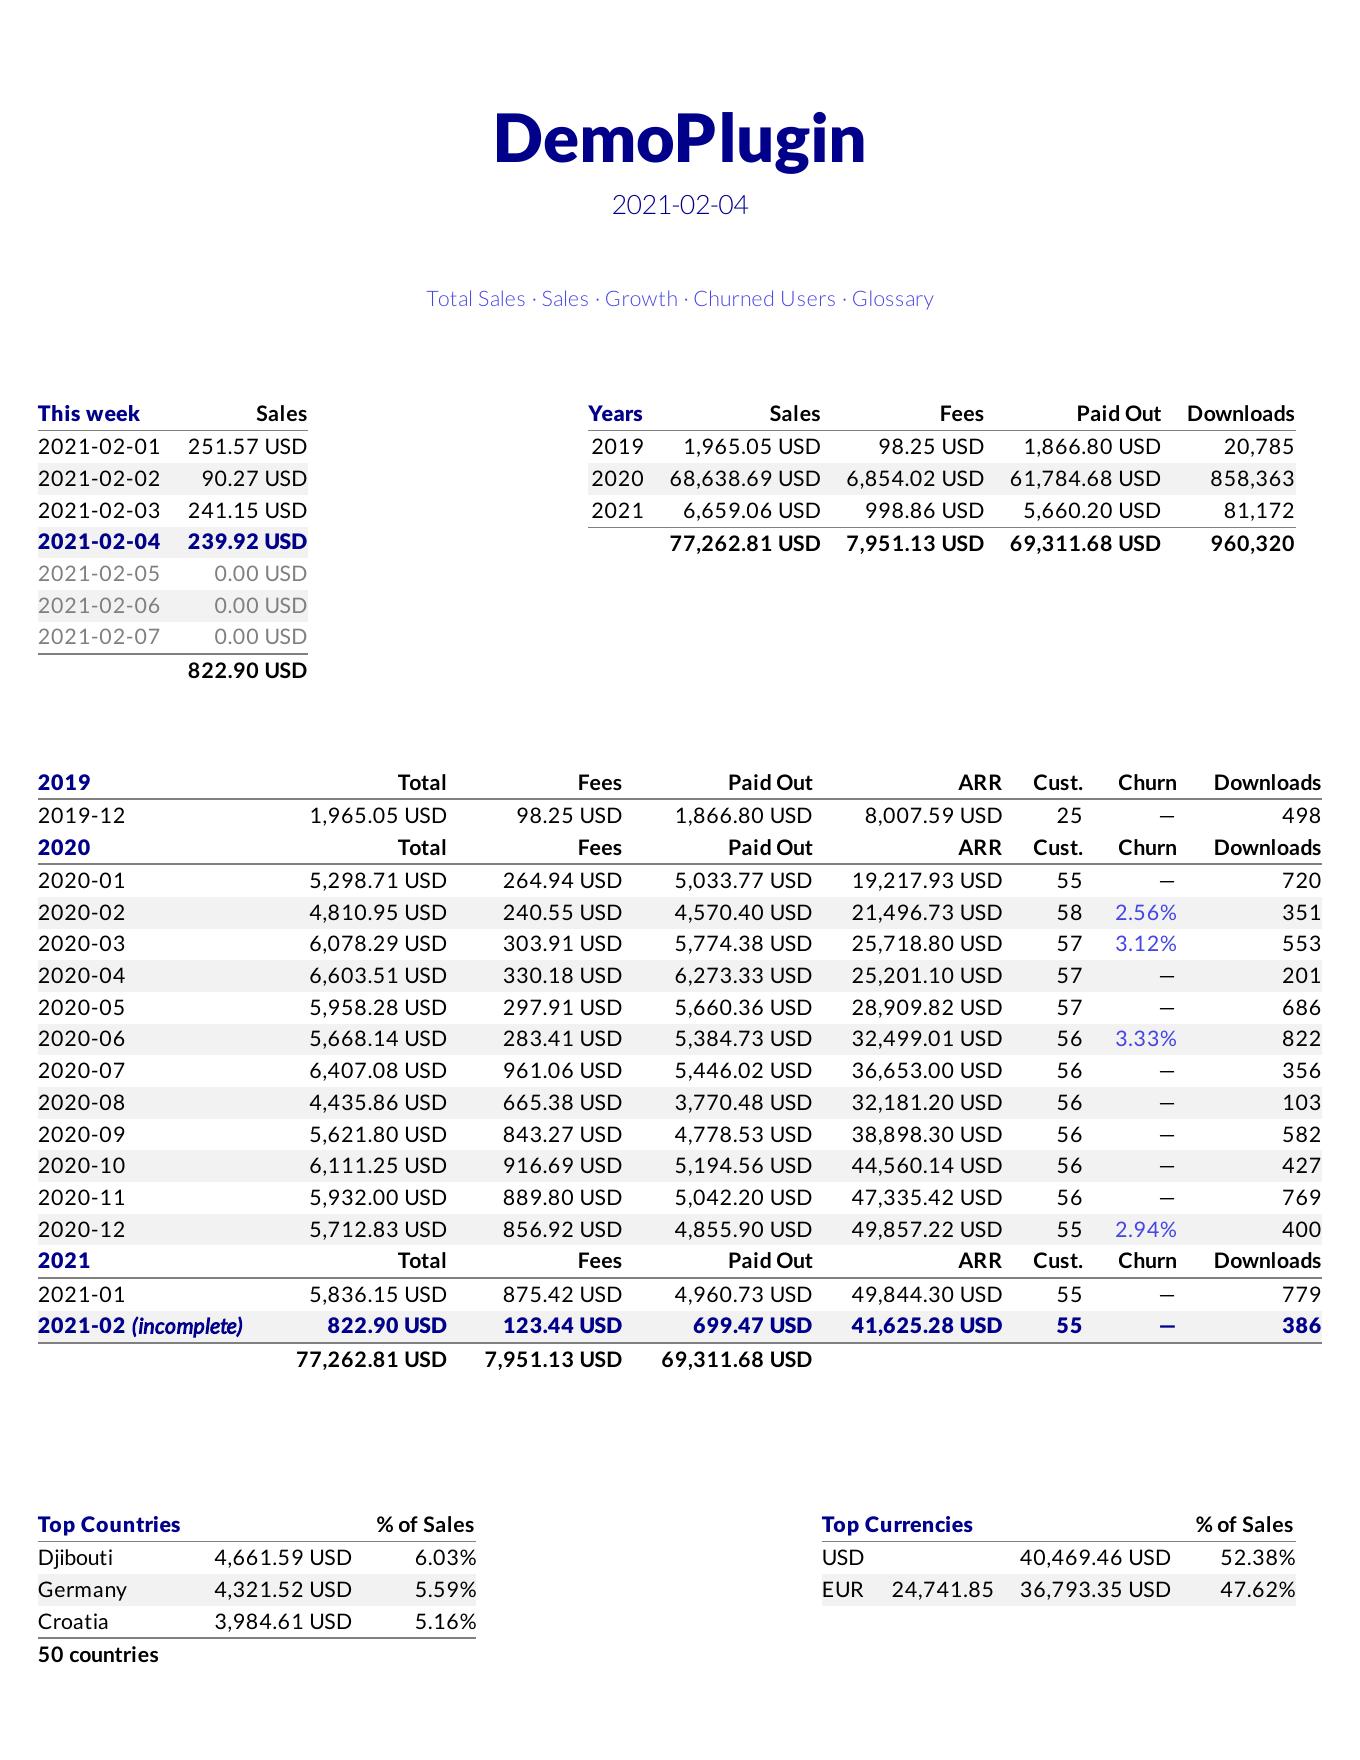 DemoPlugin
2021-02-04
Total Sales · Sales · Growth · Churned Users · Glossary
This week Sales
2021-02-01 251.57 USD
2021-02-02 90.27 USD
2021-02-03 241.15 USD
2021-02-04 239.92 USD
2021-02-05 0.00 USD
2021-02-06 0.00 USD
2021-02-07 0.00 USD
822.90 USD
Years Sales Fees Paid Out Downloads
2019 1,965.05 USD 98.25 USD 1,866.80 USD 20,785
2020 68,638.69 USD 6,854.02 USD 61,784.68 USD 858,363
2021 6,659.06 USD 998.86 USD 5,660.20 USD 81,172
77,262.81 USD 7,951.13 USD 69,311.68 USD 960,320
2019 Total Fees Paid Out ARR Cust. Churn Downloads
2019-12 1,965.05 USD 98.25 USD 1,866.80 USD 8,007.59 USD 25 – 498
2020 Total Fees Paid Out ARR Cust. Churn Downloads
2020-01 5,298.71 USD 264.94 USD 5,033.77 USD 19,217.93 USD 55 – 720
2020-02 4,810.95 USD 240.55 USD 4,570.40 USD 21,496.73 USD 58 2.56% 351
2020-03 6,078.29 USD 303.91 USD 5,774.38 USD 25,718.80 USD 57 3.12% 553
2020-04 6,603.51 USD 330.18 USD 6,273.33 USD 25,201.10 USD 57 – 201
2020-05 5,958.28 USD 297.91 USD 5,660.36 USD 28,909.82 USD 57 – 686
2020-06 5,668.14 USD 283.41 USD 5,384.73 USD 32,499.01 USD 56 3.33% 822
2020-07 6,407.08 USD 961.06 USD 5,446.02 USD 36,653.00 USD 56 – 356
2020-08 4,435.86 USD 665.38 USD 3,770.48 USD 32,181.20 USD 56 – 103
2020-09 5,621.80 USD 843.27 USD 4,778.53 USD 38,898.30 USD 56 – 582
2020-10 6,111.25 USD 916.69 USD 5,194.56 USD 44,560.14 USD 56 – 427
2020-11 5,932.00 USD 889.80 USD 5,042.20 USD 47,335.42 USD 56 – 769
2020-12 5,712.83 USD 856.92 USD 4,855.90 USD 49,857.22 USD 55 2.94% 400
2021 Total Fees Paid Out ARR Cust. Churn Downloads
2021-01 5,836.15 USD 875.42 USD 4,960.73 USD 49,844.30 USD 55 – 779
2021-02 (incomplete) 822.90 USD 123.44 USD 699.47 USD 41,625.28 USD 55 – 386
77,262.81 USD 7,951.13 USD 69,311.68 USD
Top Countries % of Sales
Djibouti 4,661.59 USD 6.03%
Germany 4,321.52 USD 5.59%
Croatia 3,984.61 USD 5.16%
50 countries
Top Currencies % of Sales
USD 40,469.46 USD 52.38%
EUR 24,741.85 36,793.35 USD 47.62%